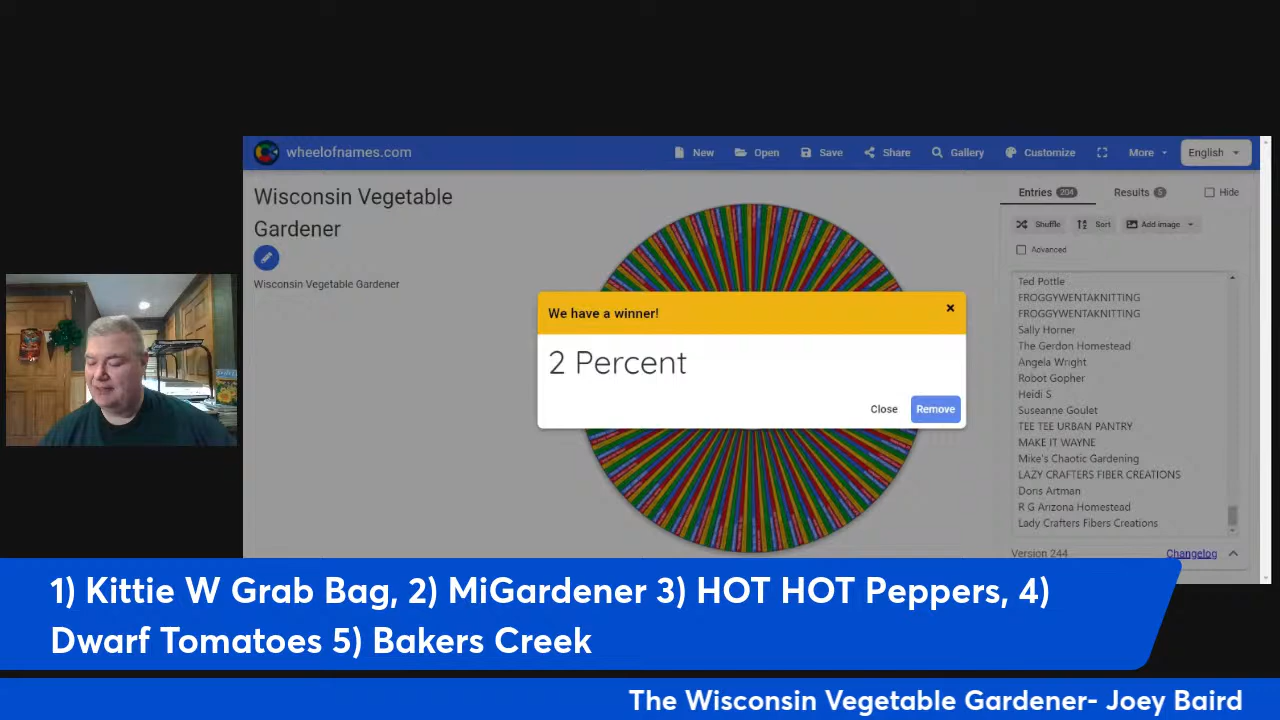 wheelofnames.com
New
Open
Save
Share
Gallery
Customize
More
English
Wisconsin Vegetable
Gardener
Wisconsin Vegetable Gardener
Entries 204
Results 5
Hide
Shuffle
Sort
Add image
Advanced
Ted Pottle
FROGGYWENTAKNITTING
FROGGYWENTAKNITTING
Sally Horner
The Gerdon Homestead
Angela Wright
Robot Gopher
Heidi S
Suseanne Goulet
TEE TEE URBAN PANTRY
MAKE IT WAYNE
Mike's Chaotic Gardening
LAZY CRAFTERS FIBER CREATIONS
Doris Artman
R G Arizona Homestead
Lady Crafters Fibers Creations
Version 244
Changelog
We have a winner!
2 Percent
Close
Remove
1) Kittie W Grab Bag, 2) MiGardener 3) HOT HOT Peppers, 4)
Dwarf Tomatoes 5) Bakers Creek
The Wisconsin Vegetable Gardener- Joey Baird